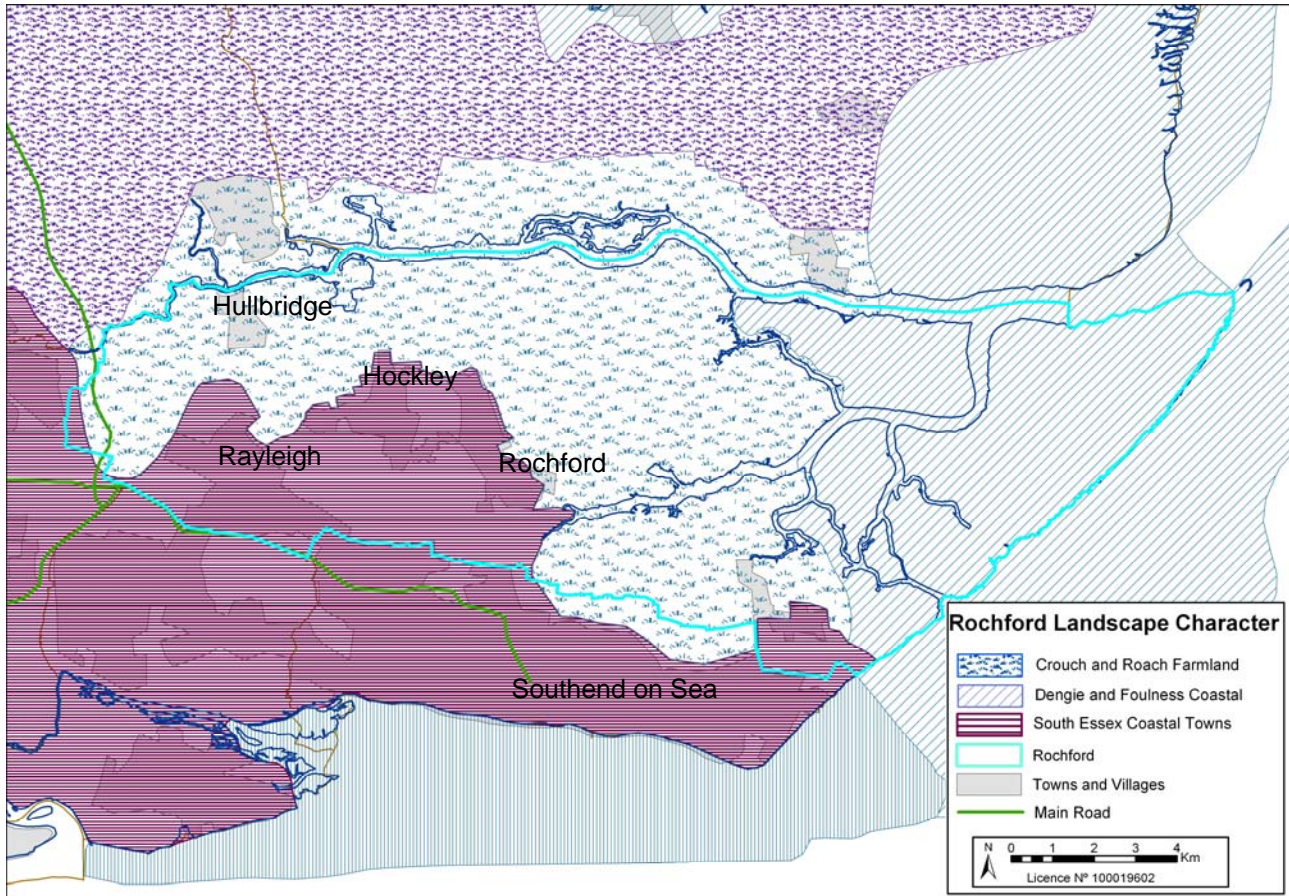 Hullbridge
Hockley
Rayleigh
Rochford
Southend on Sea
Rochford Landscape Character
Crouch and Roach Farmland
Dengie and Foulness Coastal
South Essex Coastal Towns
Rochford
Towns and Villages
Main Road
N
0 1 2 3 4
Km
Licence Nº 100019602